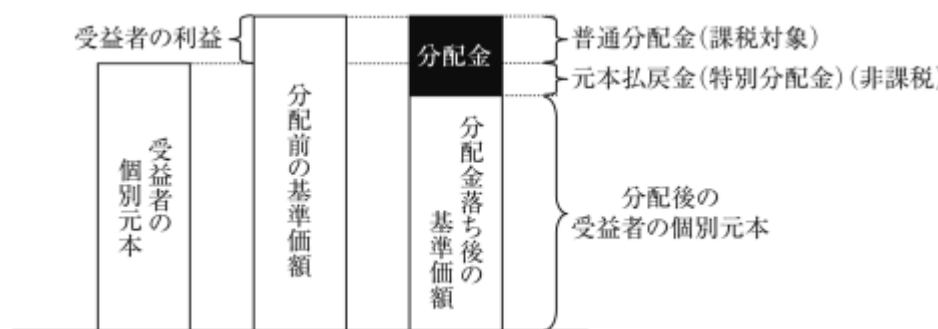 受益者の利益
分配金
普通分配金(課税対象)
元本払戻金(特別分配金)(非課税)
受益者の
個別元本
分配前の基準価額
分配金落ち後の
基準価額
分配後の
受益者の個別元本